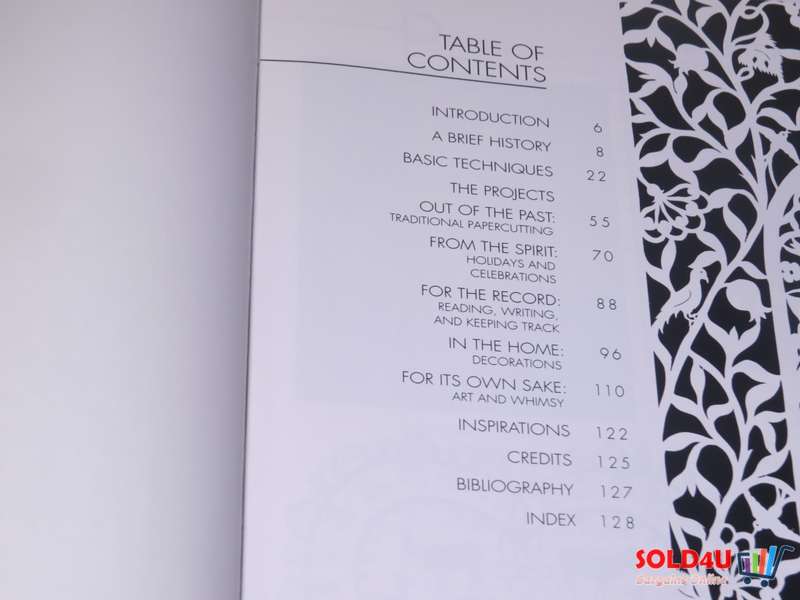 TABLE OF
CONTENTS
INTRODUCTION 6
A BRIEF HISTORY 8
BASIC TECHNIQUES 22
THE PROJECTS
OUT OF THE PAST: 55
TRADITIONAL PAPERCUTTING
FROM THE SPIRIT: 70
HOLIDAYS AND
CELEBRATIONS
FOR THE RECORD: 88
READING, WRITING,
AND KEEPING TRACK
IN THE HOME: 96
DECORATIONS
FOR ITS OWN SAKE: 110
ART AND WHIMSY
INSPIRATIONS 122
CREDITS 125
BIBLIOGRAPHY 127
INDEX 128
SOLD4U
Bargains Online